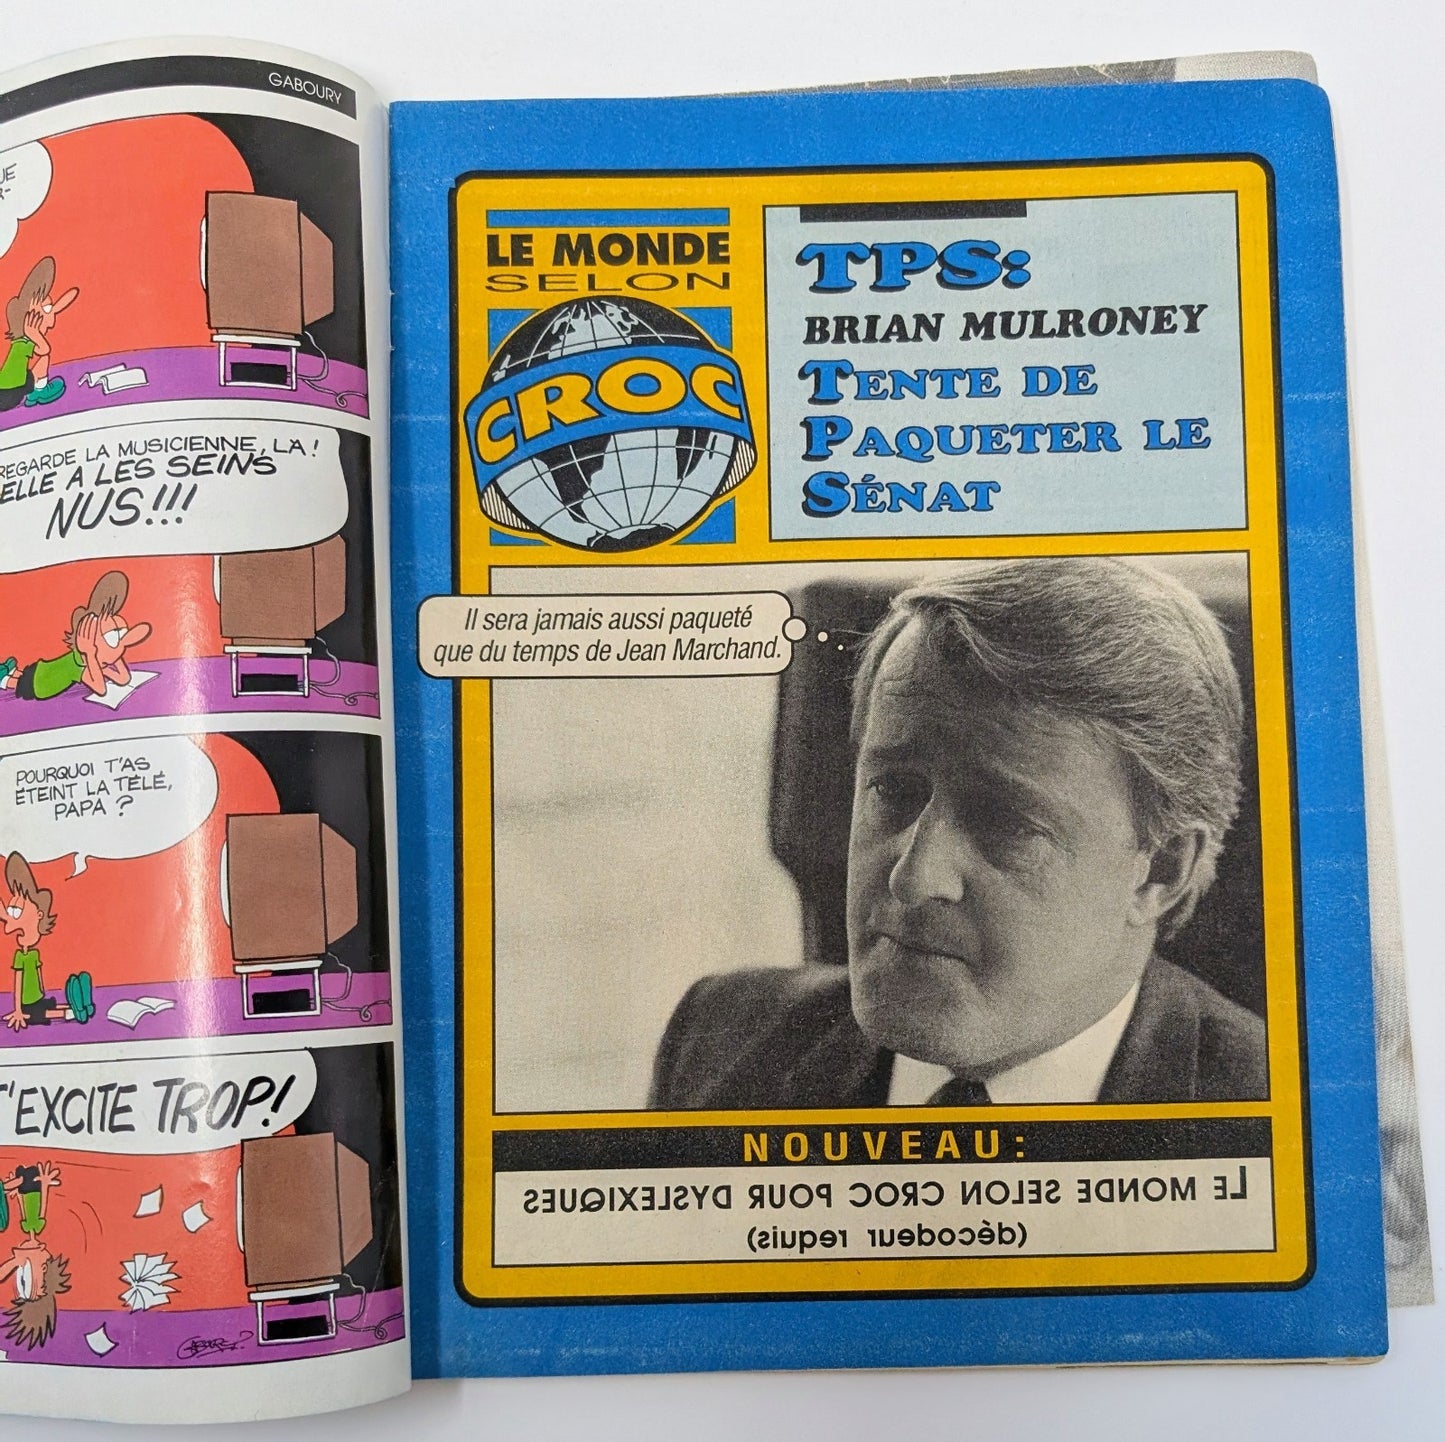 GABOURY
UE
R-
REGARDE LA MUSICIENNE, LÀ!
ELLE A LES SEINS
NUS!!!
POURQUOI T'AS
ÉTEINT LA TÉLÉ,
PAPA ?
T'EXCITE TROP!
LE MONDE
SELON
CROC
TPS:
BRIAN MULRONEY
TENTE DE
PAQUETER LE
SÉNAT
Il sera jamais aussi paqueté
que du temps de Jean Marchand.
NOUVEAU:
LE MONDE SELON CROC POUR DYSLEXIQUES
(décodeur requis)